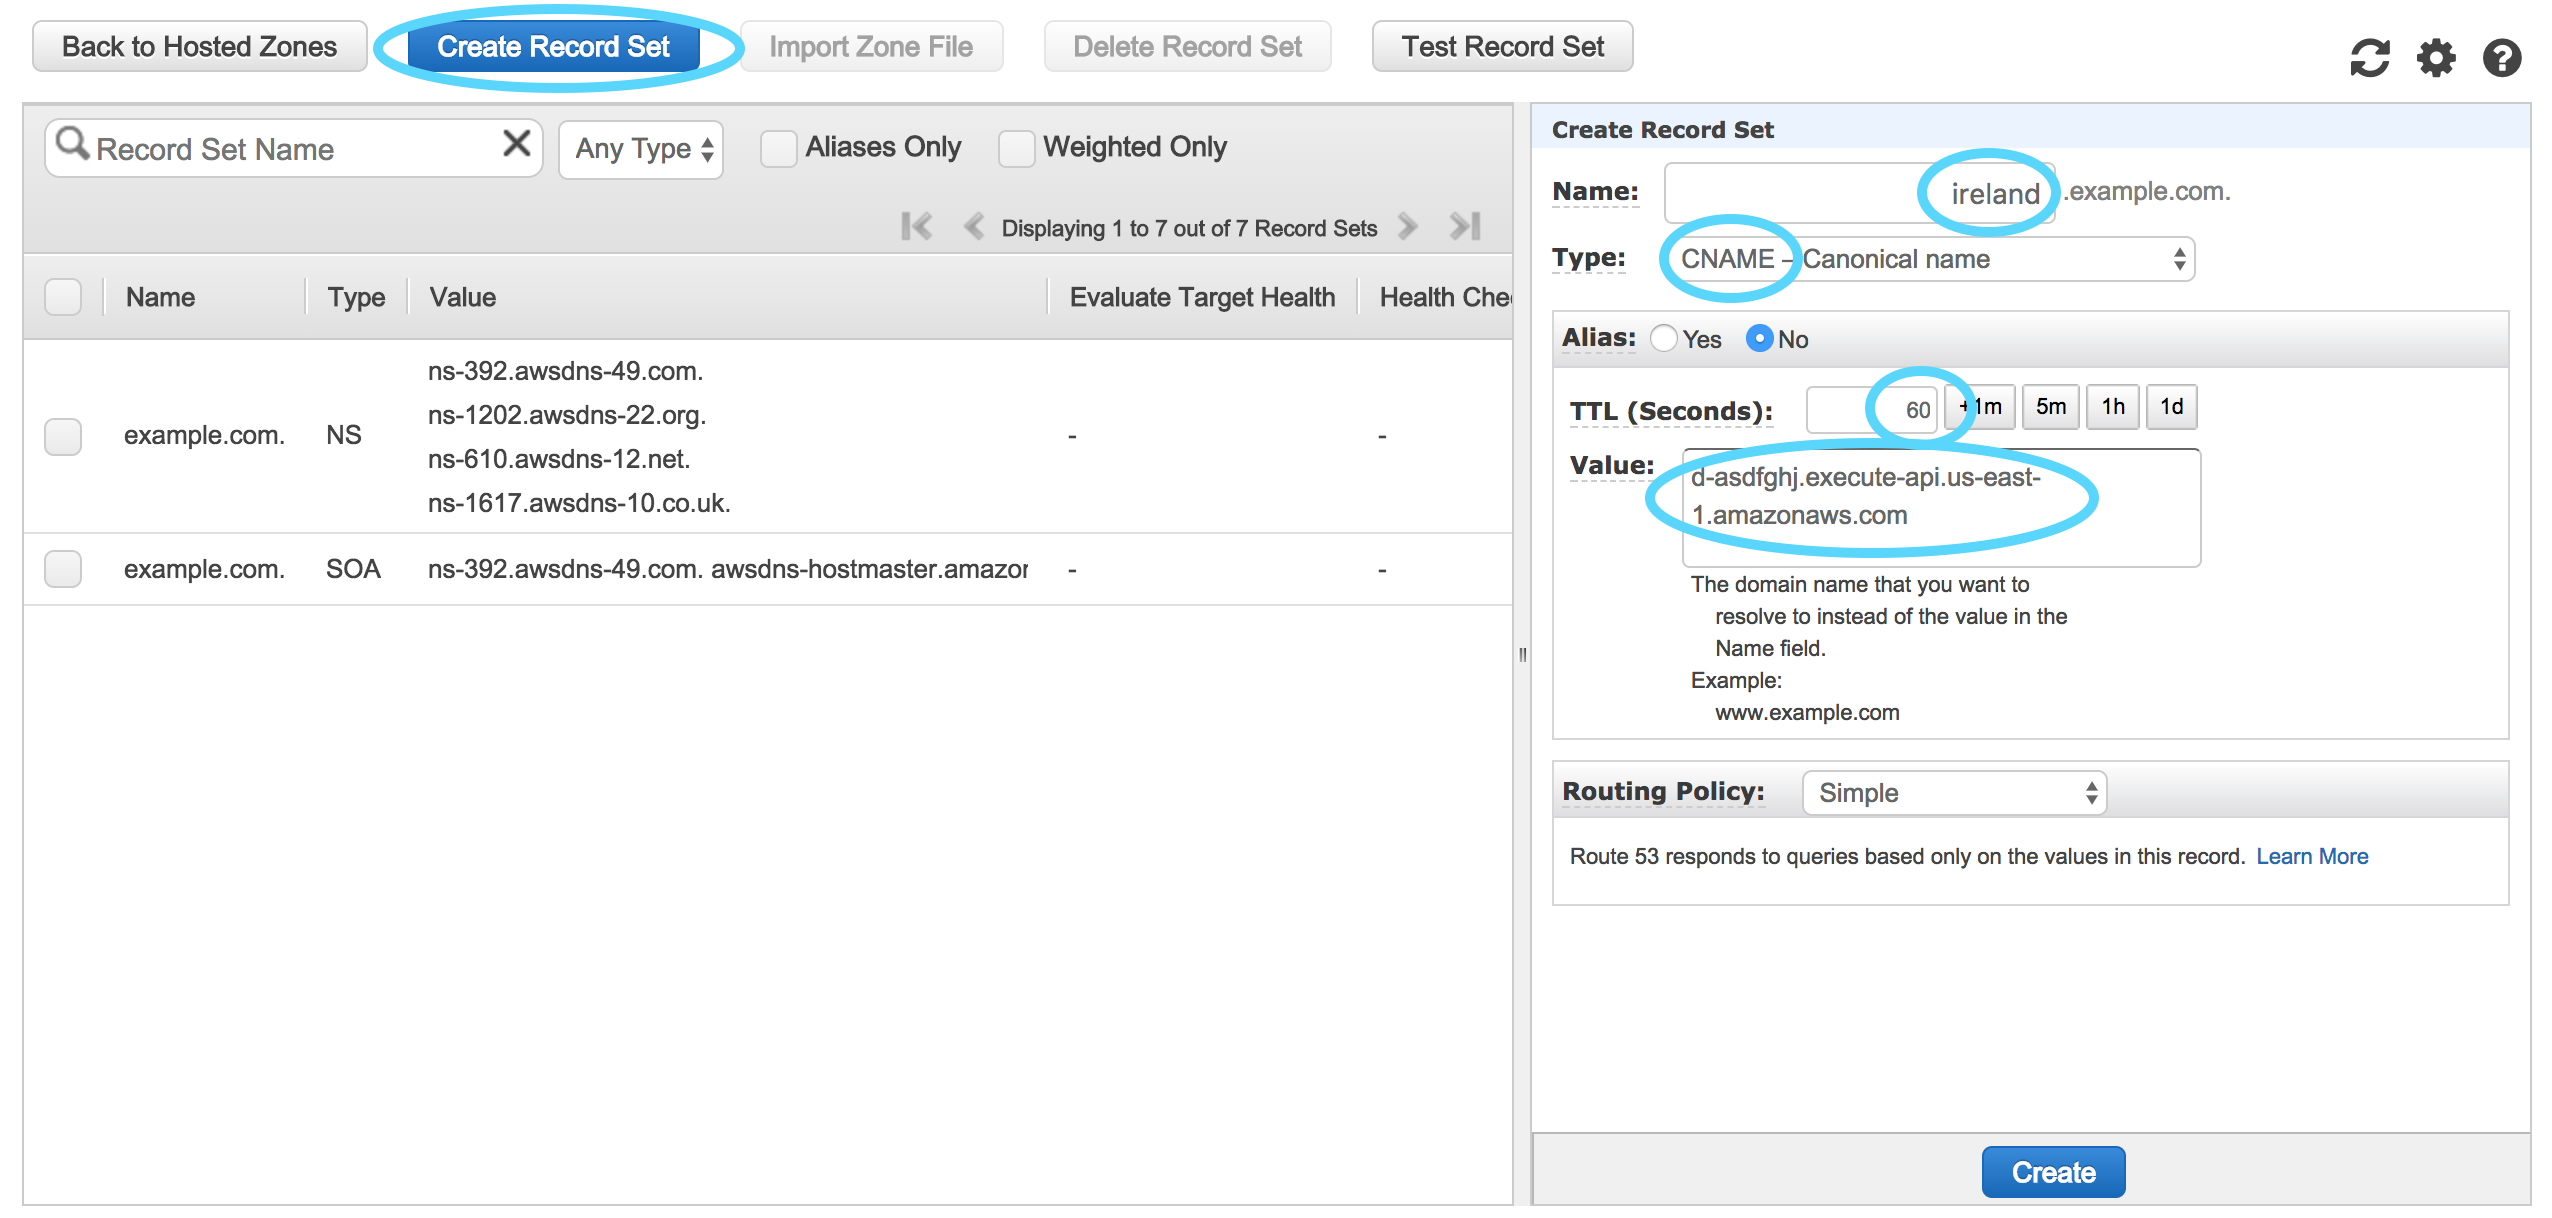 Back to Hosted Zones
Create Record Set
Import Zone File
Delete Record Set
Test Record Set
Record Set Name
Any Type
Aliases Only
Weighted Only
Displaying 1 to 7 out of 7 Record Sets
Name Type Value Evaluate Target Health Health Che
example.com. NS
ns-392.awsdns-49.com.
ns-1202.awsdns-22.org.
ns-610.awsdns-12.net.
ns-1617.awsdns-10.co.uk.
- -
example.com. SOA ns-392.awsdns-49.com. awsdns-hostmaster.amazor - -
Create Record Set
Name: ireland .example.com.
Type: CNAME – Canonical name
Alias: Yes No
TTL (Seconds): 60 +1m 5m 1h 1d
Value: d-asdfghj.execute-api.us-east-
1.amazonaws.com
The domain name that you want to
resolve to instead of the value in the
Name field.
Example:
www.example.com
Routing Policy: Simple
Route 53 responds to queries based only on the values in this record. Learn More
Create